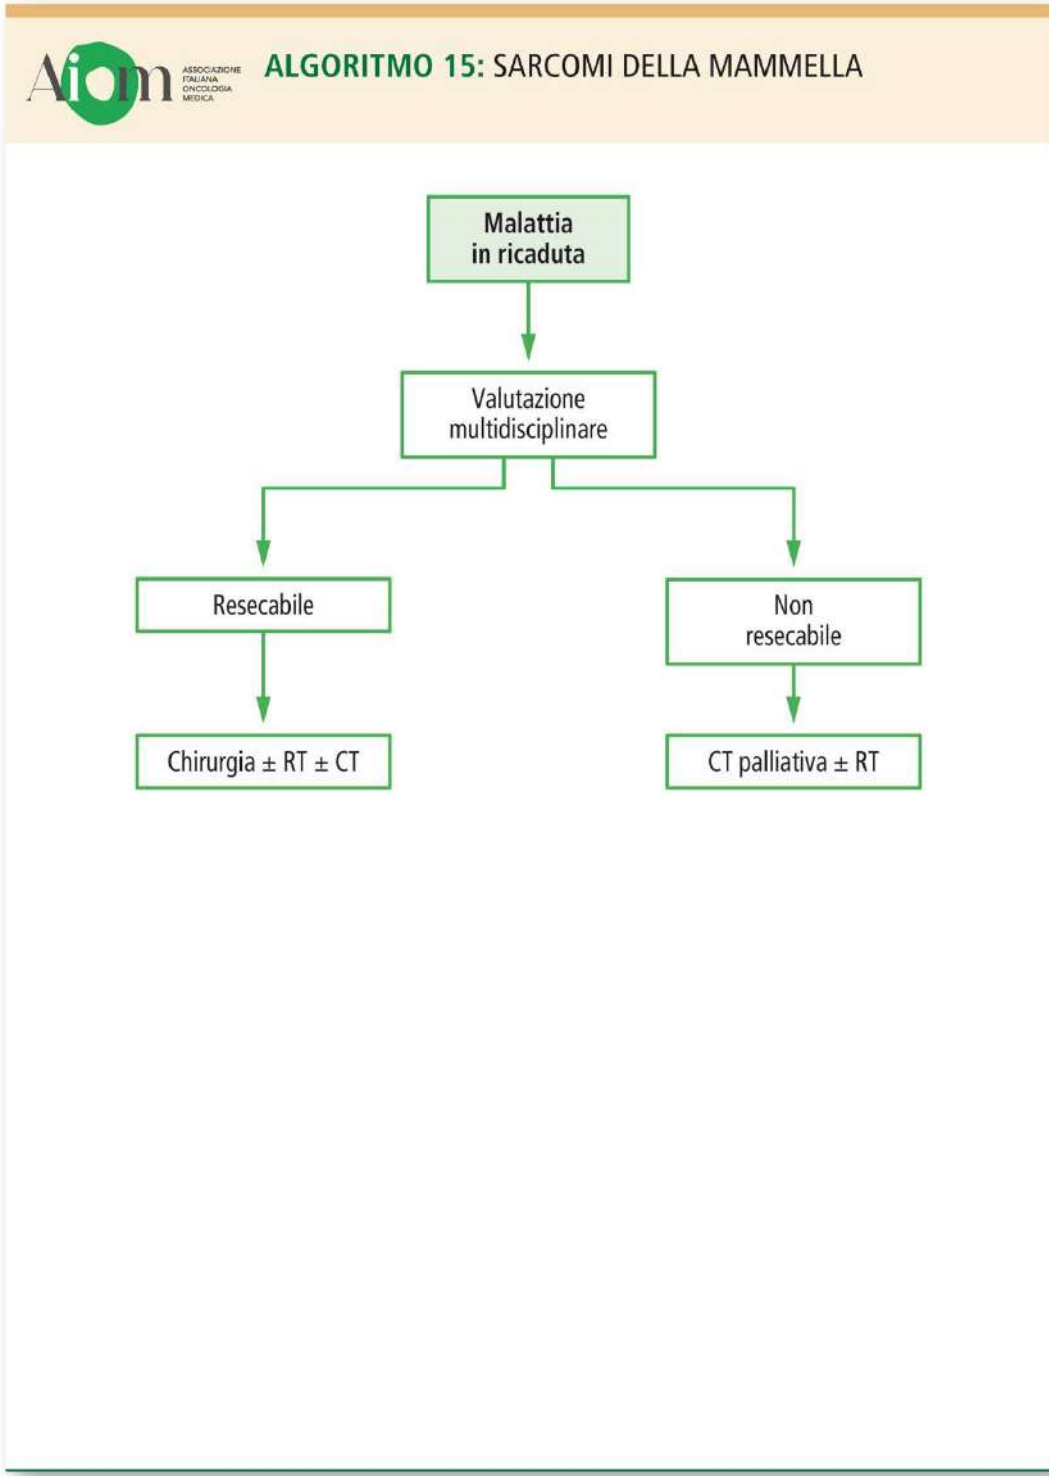 Aiom
ASSOCIAZIONE
ITALIANA
ONCOLOGIA
MEDICA
ALGORITMO 15: SARCOMI DELLA MAMMELLA
Malattia
in ricaduta
Valutazione
multidisciplinare
Resecabile
Non
resecabile
Chirurgia ± RT ± CT
CT palliativa ± RT